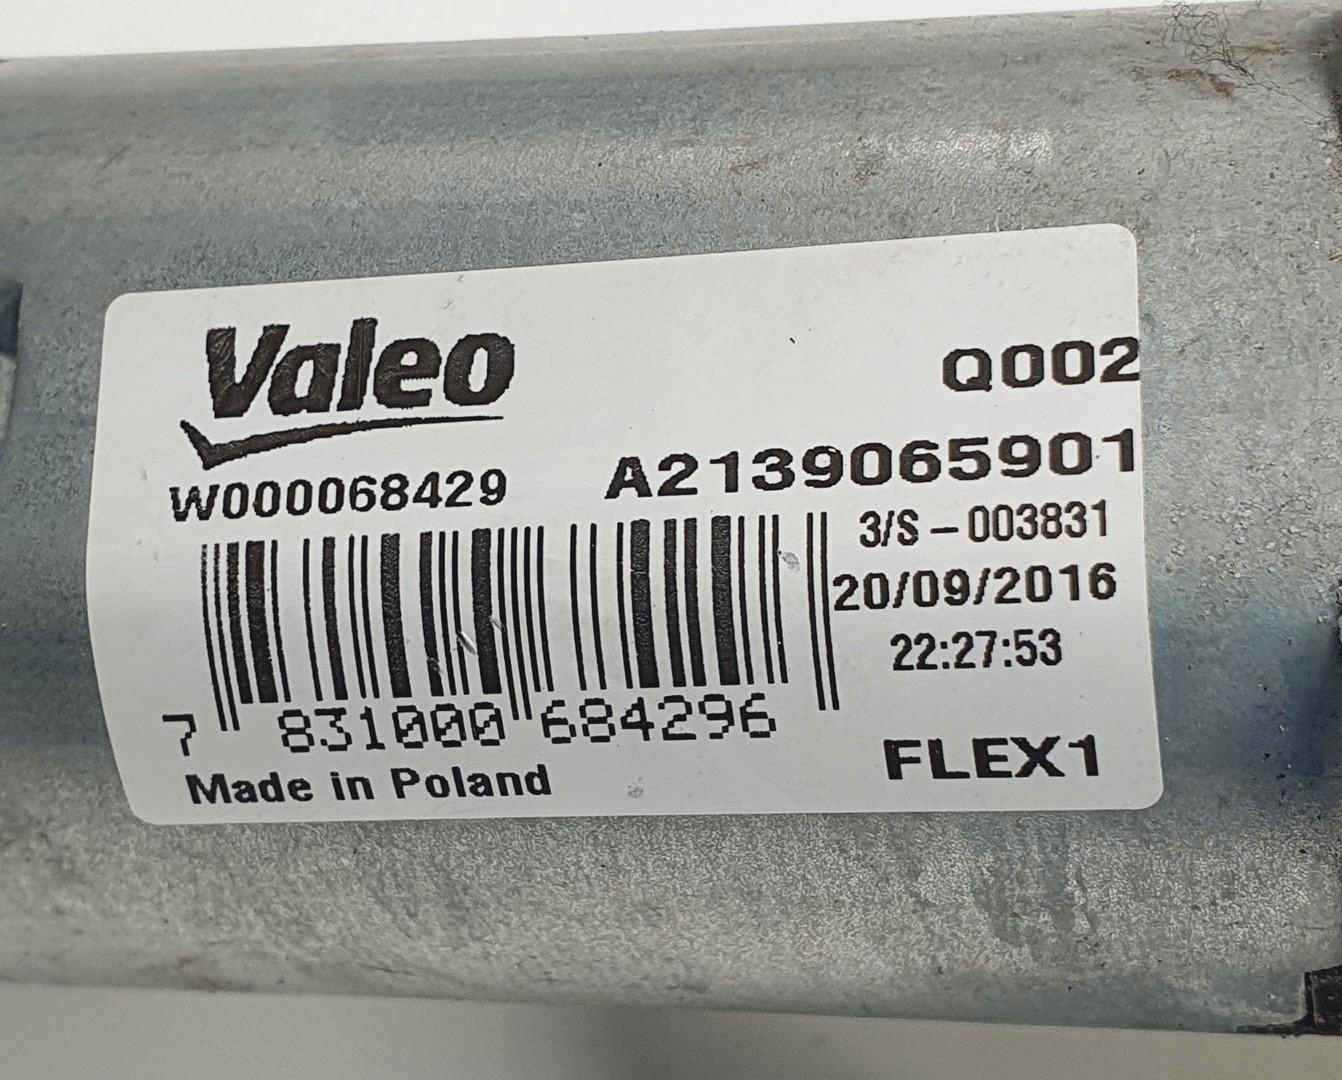 Valeo
Q002
W000068429
A2139065901
3/S - 003831
20/09/2016
22:27:53
7 831000 684296
FLEX1
Made in Poland